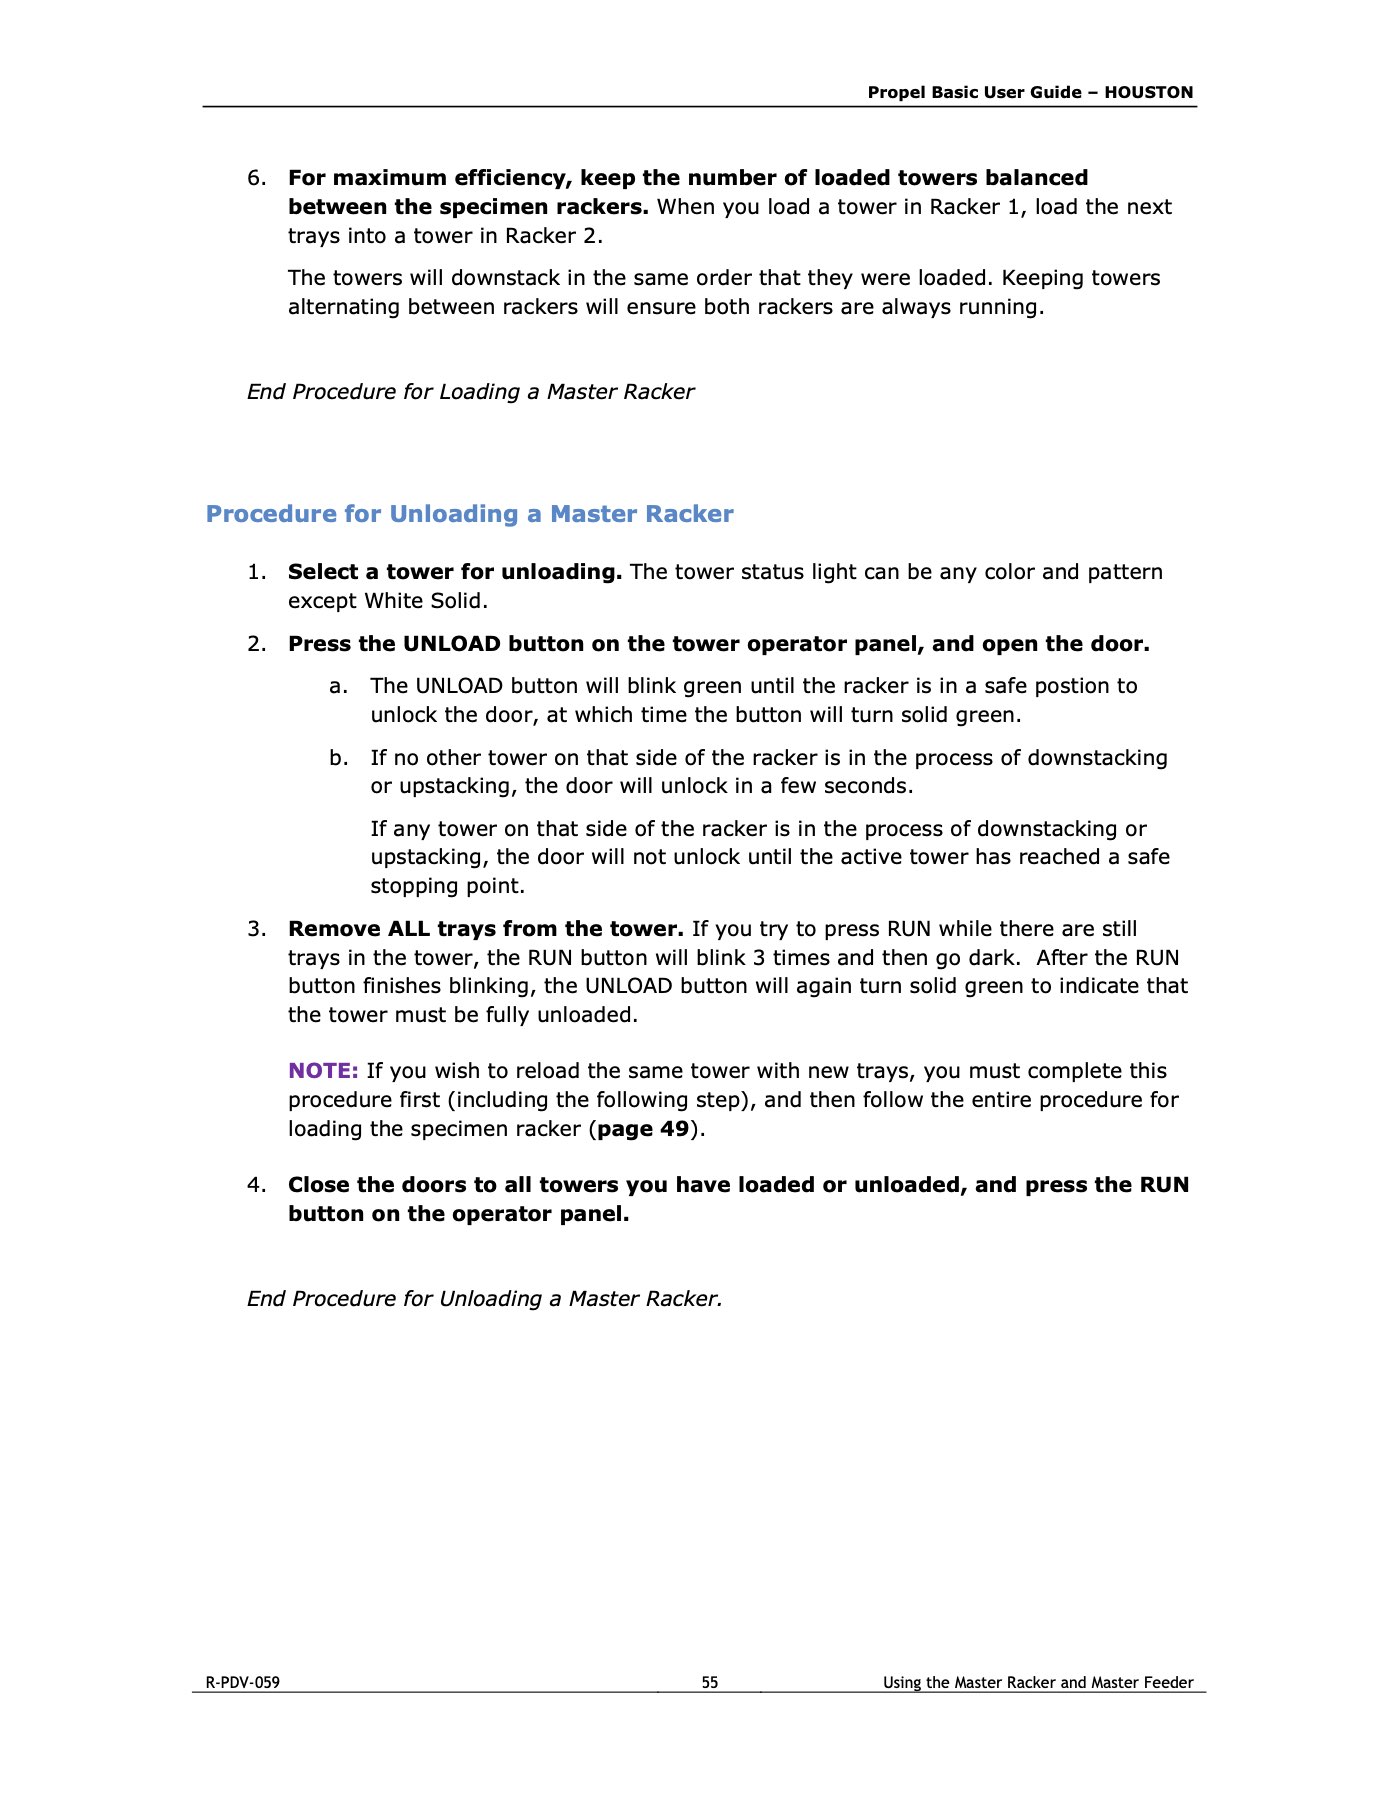 Propel Basic User Guide – HOUSTON
6. For maximum efficiency, keep the number of loaded towers balanced
between the specimen rackers. When you load a tower in Racker 1, load the next
trays into a tower in Racker 2.
The towers will downstack in the same order that they were loaded. Keeping towers
alternating between rackers will ensure both rackers are always running.
End Procedure for Loading a Master Racker
Procedure for Unloading a Master Racker
1. Select a tower for unloading. The tower status light can be any color and pattern
except White Solid.
2. Press the UNLOAD button on the tower operator panel, and open the door.
a. The UNLOAD button will blink green until the racker is in a safe postion to
unlock the door, at which time the button will turn solid green.
b. If no other tower on that side of the racker is in the process of downstacking
or upstacking, the door will unlock in a few seconds.
If any tower on that side of the racker is in the process of downstacking or
upstacking, the door will not unlock until the active tower has reached a safe
stopping point.
3. Remove ALL trays from the tower. If you try to press RUN while there are still
trays in the tower, the RUN button will blink 3 times and then go dark.  After the RUN
button finishes blinking, the UNLOAD button will again turn solid green to indicate that
the tower must be fully unloaded.
NOTE: If you wish to reload the same tower with new trays, you must complete this
procedure first (including the following step), and then follow the entire procedure for
loading the specimen racker (page 49).
4. Close the doors to all towers you have loaded or unloaded, and press the RUN
button on the operator panel.
End Procedure for Unloading a Master Racker.
R-PDV-059 55 Using the Master Racker and Master Feeder